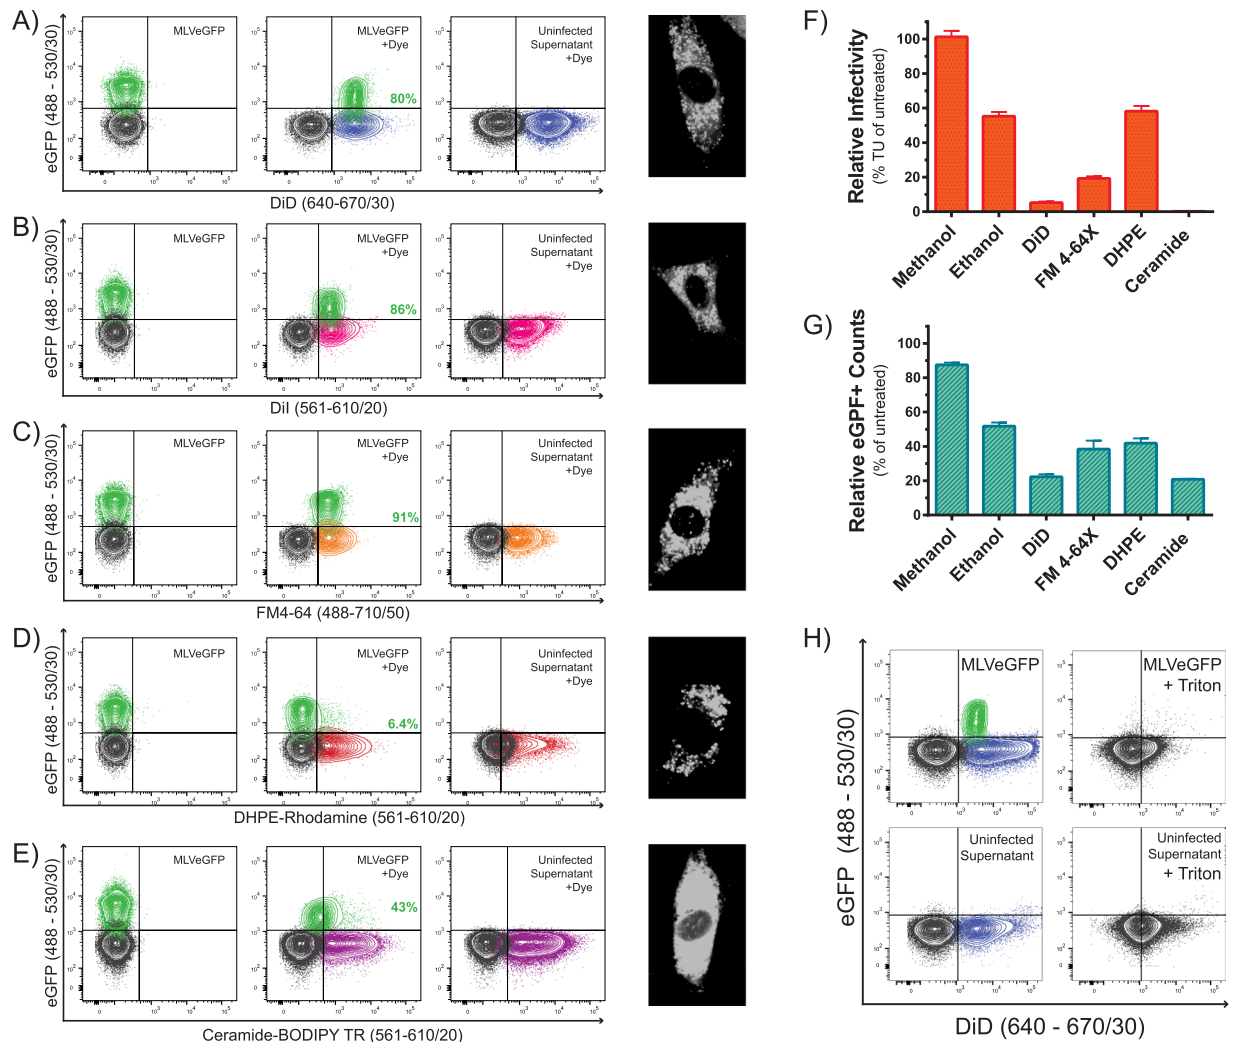 A)
eGFP (488 - 530/30)
MLVeGFP
MLVeGFP
+Dye
80%
Uninfected
Supernatant
+Dye
DiD (640-670/30)
B)
eGFP (488 - 530/30)
MLVeGFP
MLVeGFP
+Dye
86%
Uninfected
Supernatant
+Dye
DiI (561-610/20)
C)
eGFP (488 - 530/30)
MLVeGFP
MLVeGFP
+Dye
91%
Uninfected
Supernatant
+Dye
FM4-64 (488-710/50)
D)
eGFP (488 - 530/30)
MLVeGFP
MLVeGFP
+Dye
6.4%
Uninfected
Supernatant
+Dye
DHPE-Rhodamine (561-610/20)
E)
eGFP (488 - 530/30)
MLVeGFP
MLVeGFP
+Dye
43%
Uninfected
Supernatant
+Dye
Ceramide-BODIPY TR (561-610/20)
F)
Relative Infectivity
(% TU of untreated)
100
80
60
40
20
0
Methanol
Ethanol
DiD
FM 4-64X
DHPE
Ceramide
G)
Relative eGPF+ Counts
(% of untreated)
100
80
60
40
20
0
Methanol
Ethanol
DiD
FM 4-64X
DHPE
Ceramide
H)
eGFP (488 - 530/30)
MLVeGFP
MLVeGFP
+ Triton
Uninfected
Supernatant
Uninfected
Supernatant
+ Triton
DiD (640 - 670/30)